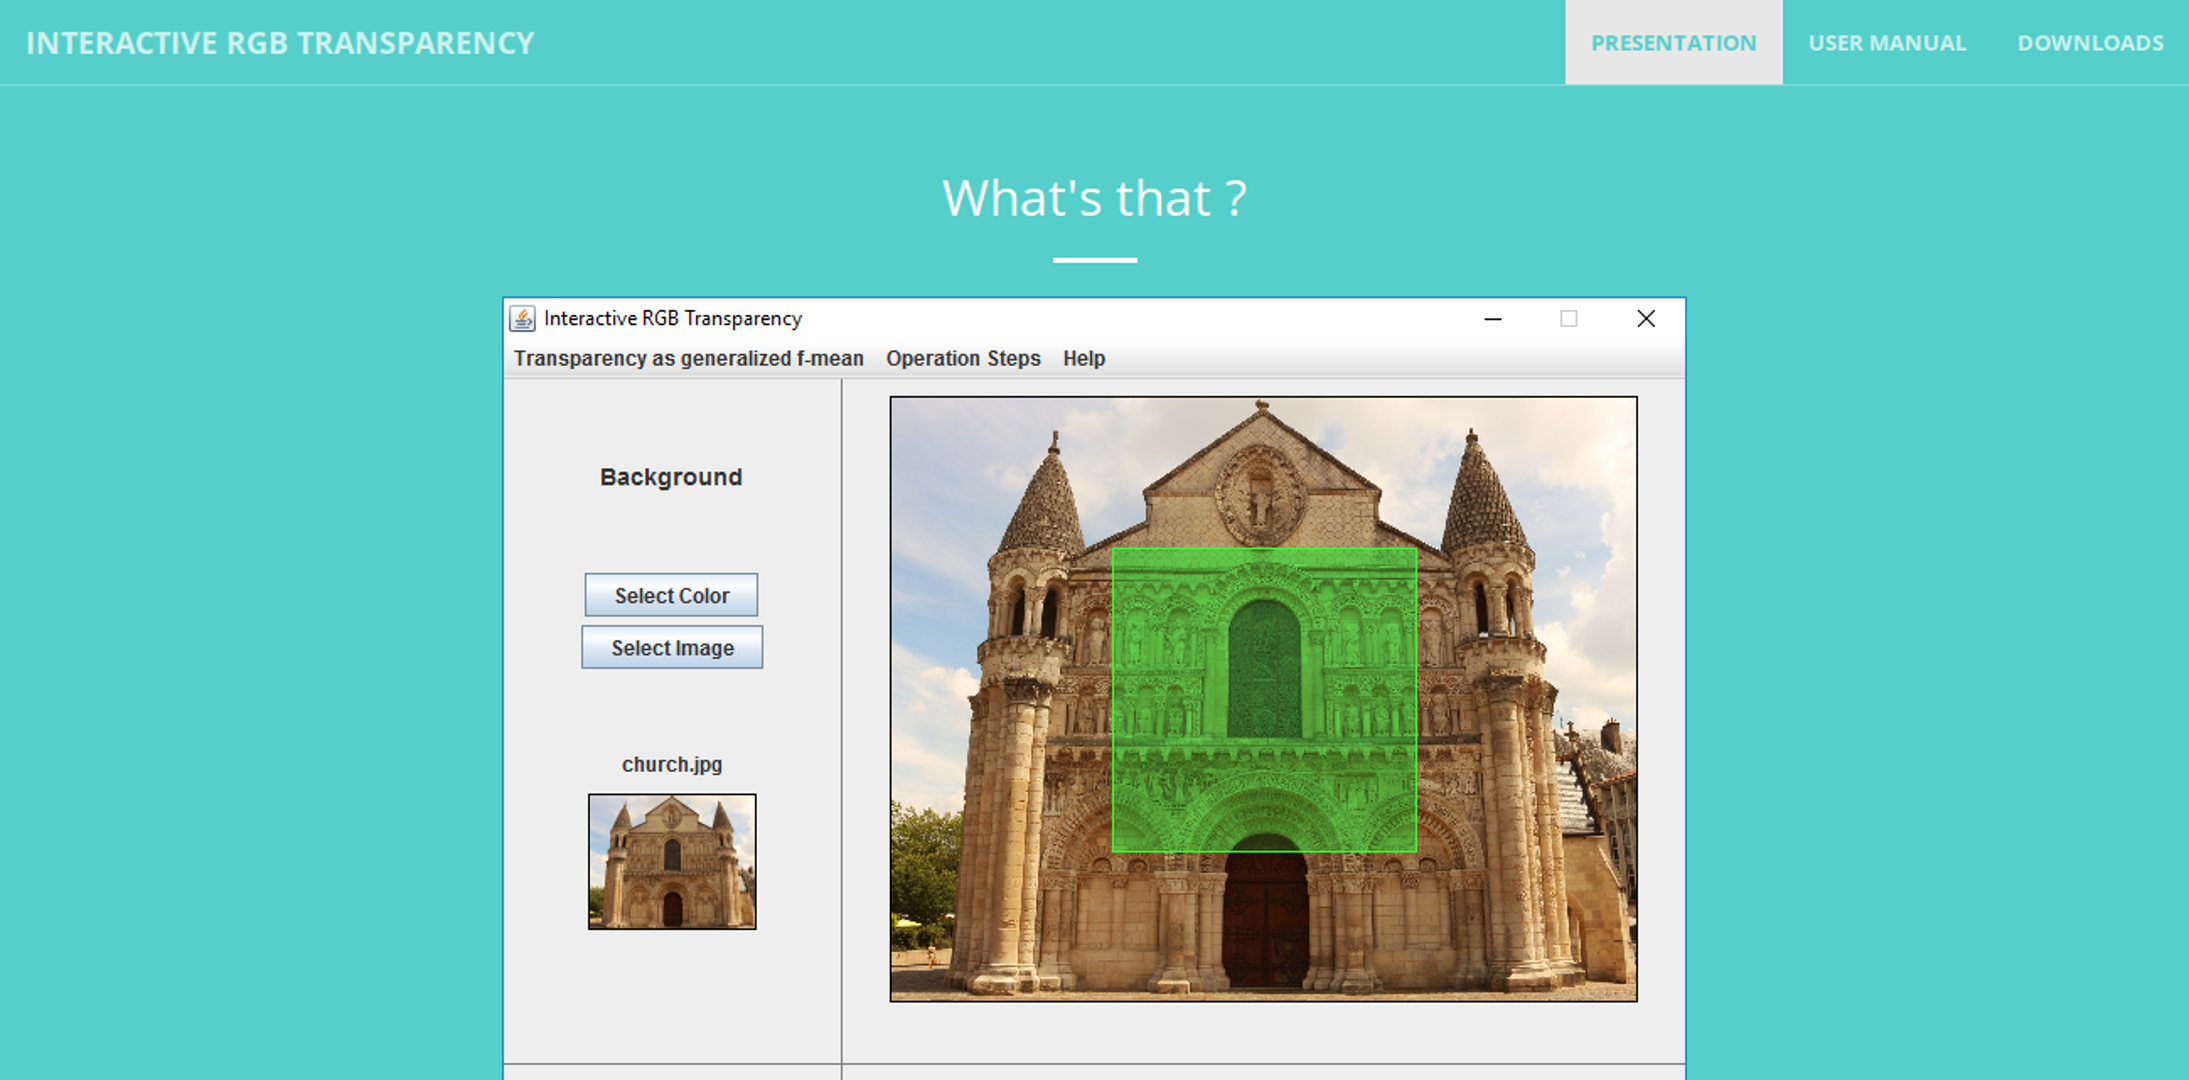 INTERACTIVE RGB TRANSPARENCY
PRESENTATION
USER MANUAL
DOWNLOADS
What's that ?
Interactive RGB Transparency
Transparency as generalized f-mean
Operation Steps
Help
Background
Select Color
Select Image
church.jpg